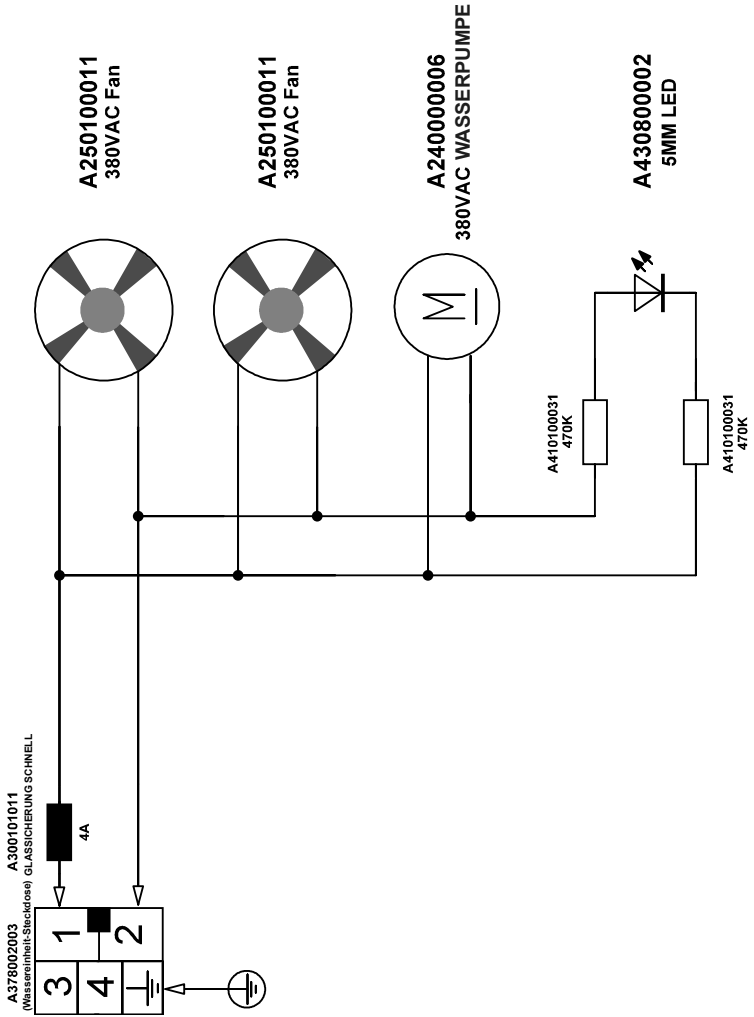 A250100011
380VAC Fan
A250100011
380VAC Fan
A240000006
380VAC WASSERPUMPE
A430800002
5MM LED
M
A410100031
470K
A410100031
470K
A378002003
(Wassereinheit-Steckdose)
A300101011
GLASSICHERUNG SCHNELL
4A
1
2
3
4